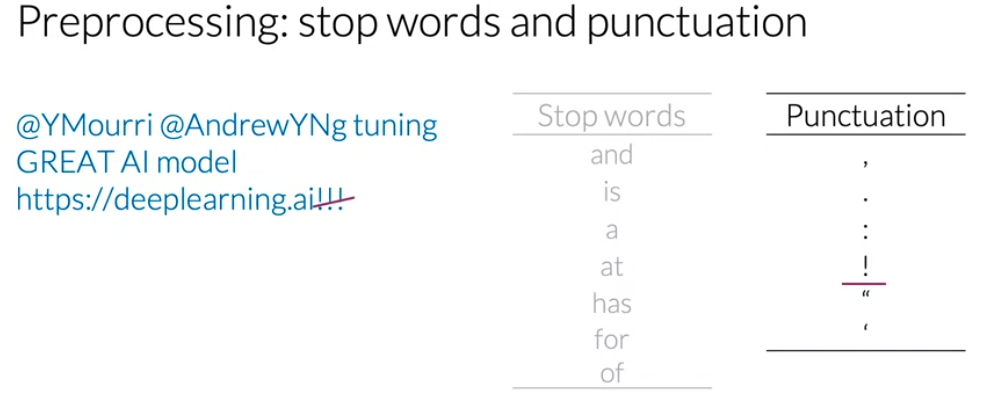 Preprocessing: stop words and punctuation
@YMourri @AndrewYNg tuning
GREAT AI model
https://deeplearning.ai!!!
Stop words
and
is
a
at
has
for
of
Punctuation
,
.
:
!
“
‘